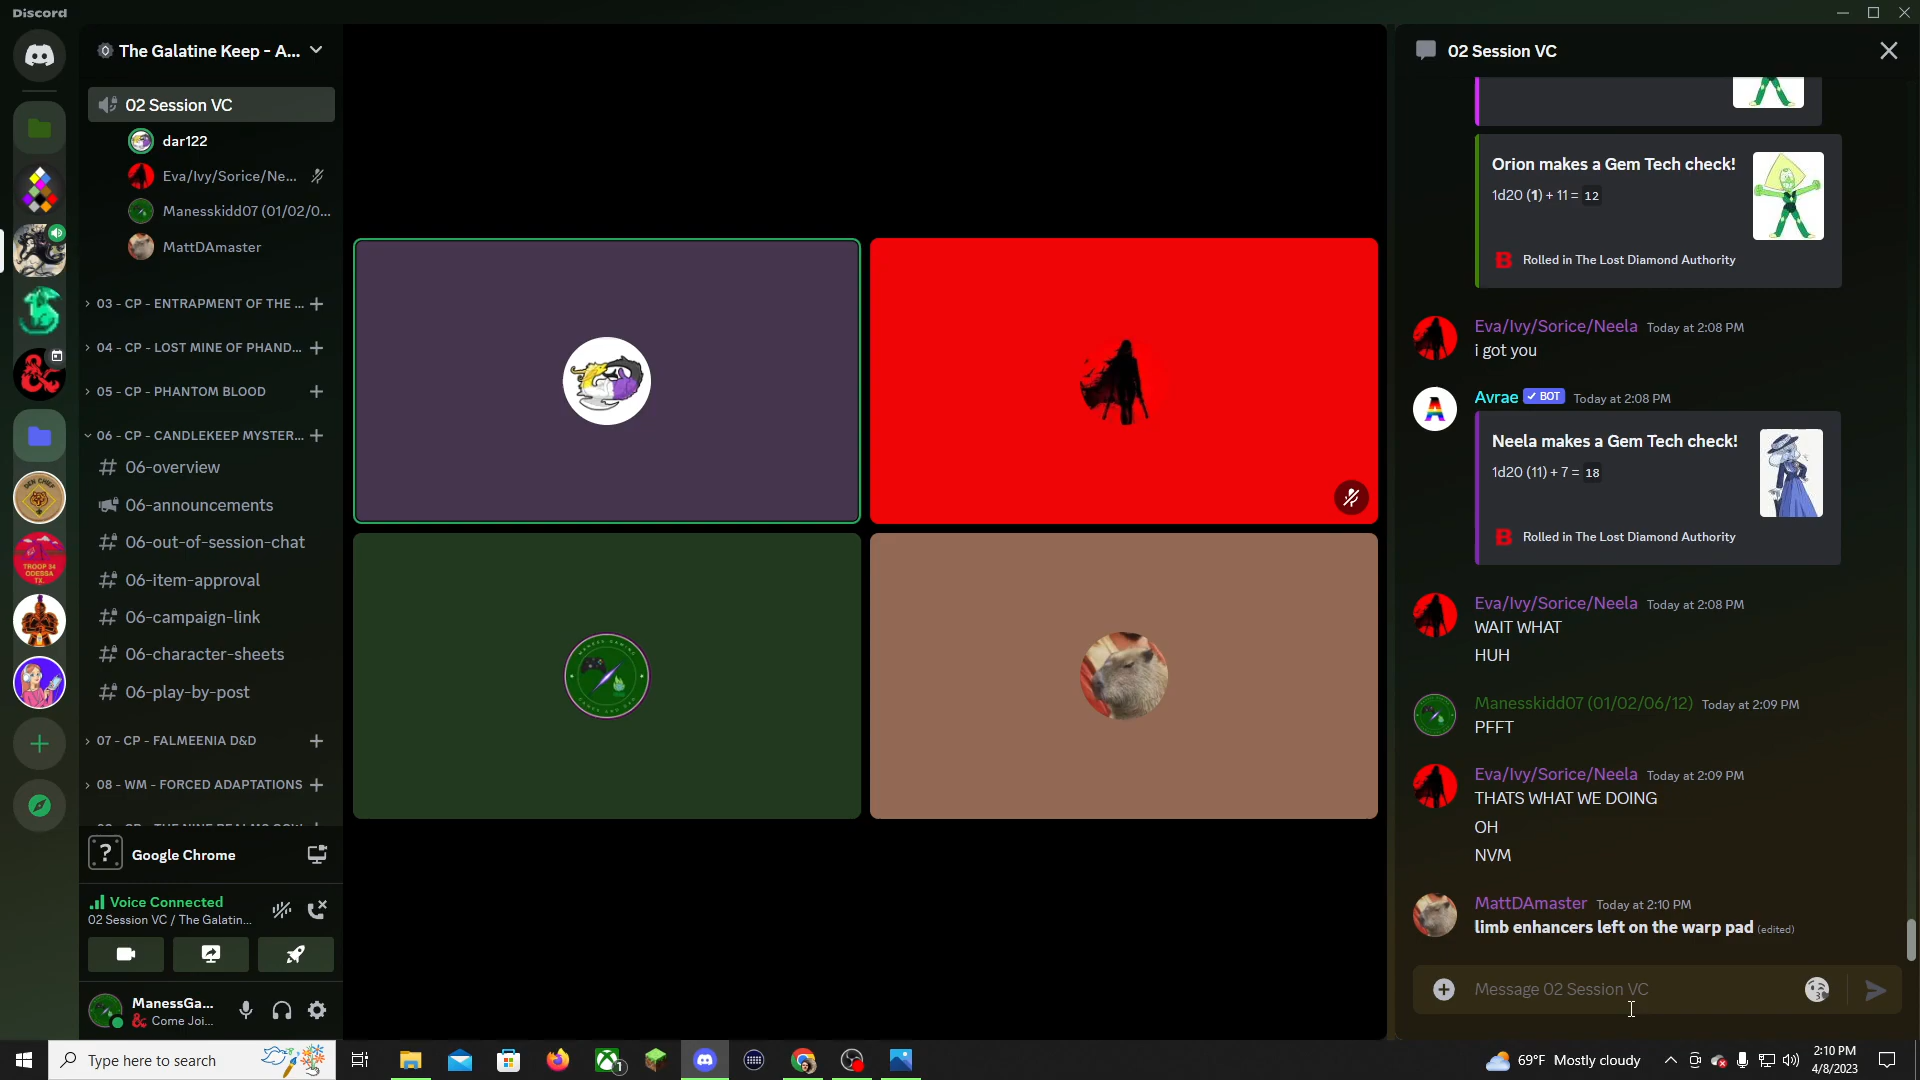 Discord
The Galatine Keep - A...
02 Session VC
dar122
Eva/Ivy/Sorice/Ne...
Manesskidd07 (01/02/0...
MattDAmaster
03 - CP - ENTRAPMENT OF THE ...
04 - CP - LOST MINE OF PHAND...
05 - CP - PHANTOM BLOOD
06 - CP - CANDLEKEEP MYSTER...
06-overview
06-announcements
06-out-of-session-chat
06-item-approval
06-campaign-link
06-character-sheets
06-play-by-post
07 - CP - FALMEENIA D&D
08 - WM - FORCED ADAPTATIONS
DEN CHIEF
TROOP 34
ODESSA
TX.
? Google Chrome
Voice Connected
02 Session VC / The Galatin...
ManessGa...
Come Joi...
02 Session VC
Orion makes a Gem Tech check!
1d20 (1) + 11 = 12
B Rolled in The Lost Diamond Authority
Eva/Ivy/Sorice/Neela Today at 2:08 PM
i got you
A
Avrae ✓ BOT Today at 2:08 PM
Neela makes a Gem Tech check!
1d20 (11) + 7 = 18
B Rolled in The Lost Diamond Authority
Eva/Ivy/Sorice/Neela Today at 2:08 PM
WAIT WHAT
HUH
Manesskidd07 (01/02/06/12) Today at 2:09 PM
PFFT
Eva/Ivy/Sorice/Neela Today at 2:09 PM
THATS WHAT WE DOING
OH
NVM
MattDAmaster Today at 2:10 PM
limb enhancers left on the warp pad (edited)
Message 02 Session VC
Type here to search
1
69°F Mostly cloudy
2:10 PM
4/8/2023